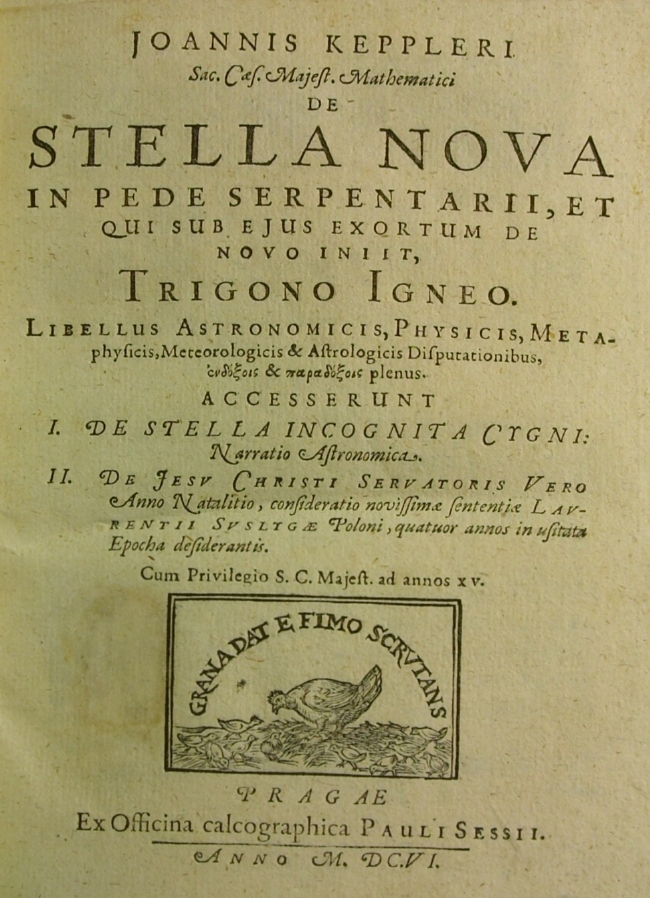 JOANNIS KEPPLERI
Sac. Cæſ. Majeſt. Mathematici
DE
STELLA NOVA
IN PEDE SERPENTARII, ET
QUI SUB EJUS EXORTUM DE
NOVO INIIT,
TRIGONO IGNEO.
LIBELLUS ASTRONOMICIS, PHYSICIS, META-
phyſicis, Meteorologicis & Aſtrologicis Diſputationibus,
ἐνδόξοις & παραδόξοις plenus.
ACCESSERUNT
I. DE STELLA INCOGNITA CYGNI:
Narratio Aſtronomica.
II. DE JESV CHRISTI SERVATORIS VERO
Anno Natalitio, conſideratio noviſſimæ ſententiæ LAV-
RENTII SVSLYGÆ Poloni, quatuor annos in uſitata
Epocha deſiderantis.
Cum Privilegio S. C. Majeſt. ad annos xv.
GRANA DAT E FIMO SCRVTANS
PRAGAE
Ex Officina calcographica PAULI SESSII.
ANNO M. DC.VI.